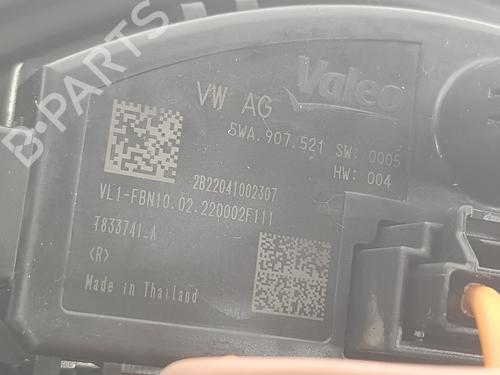 B-PARTS
Valeo
VW AG
5WA.907.521 SW: 0005
HW: 004
2B22041002307
VL1-FBN10.02.220002F111
T833741-A
<R>
Made in Thailand